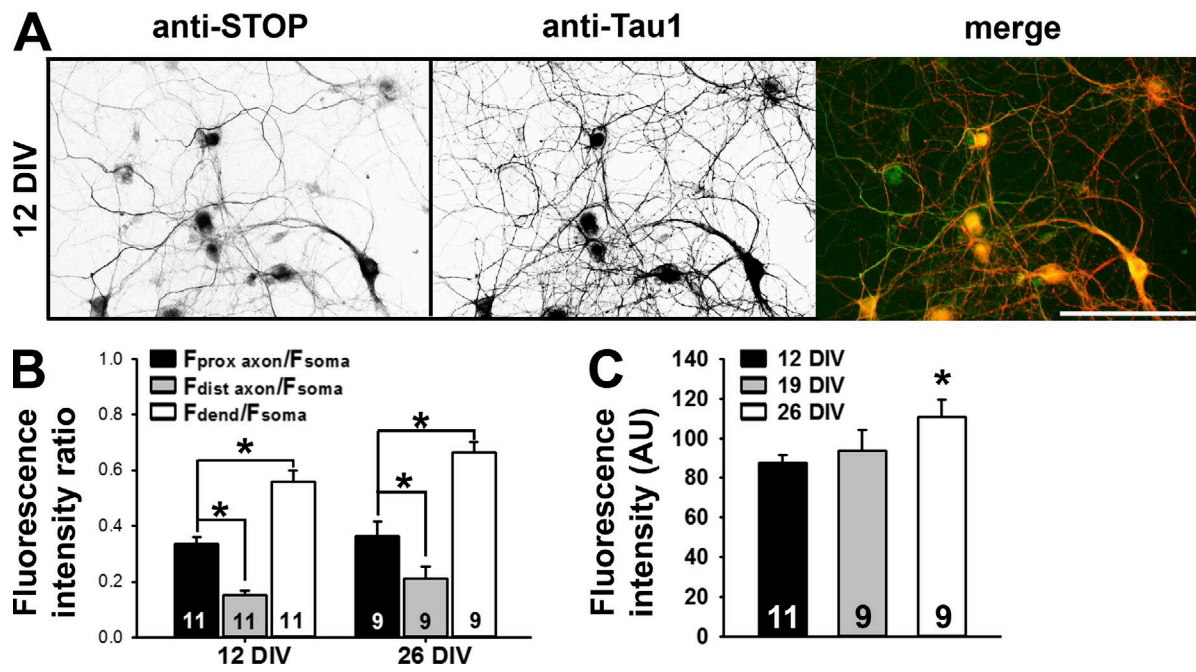 A
anti-STOP
anti-Tau1
merge
12 DIV
B
Fluorescence
intensity ratio
1.0
0.8
0.6
0.4
0.2
0.0
Fprox axon/Fsoma
Fdist axon/Fsoma
Fdend/Fsoma
*
*
*
*
11
11
11
9
9
9
12 DIV
26 DIV
C
Fluorescence
intensity (AU)
140
120
100
80
60
40
20
0
12 DIV
19 DIV
26 DIV
*
11
9
9